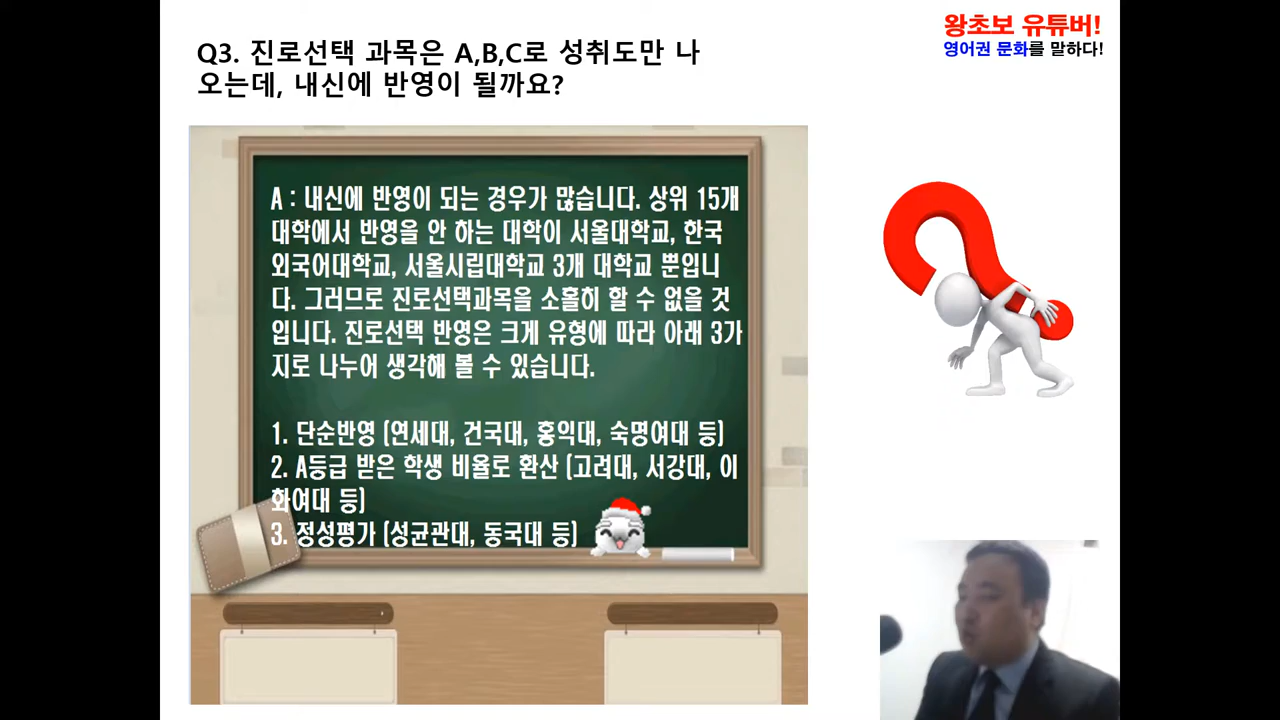 왕초보 유튜버!
영어권 문화를 말하다!
Q3. 진로선택 과목은 A,B,C로 성취도만 나
오는데, 내신에 반영이 될까요?
A : 내신에 반영이 되는 경우가 많습니다. 상위 15개
대학에서 반영을 안 하는 대학이 서울대학교, 한국
외국어대학교, 서울시립대학교 3개 대학교 뿐입니
다. 그러므로 진로선택과목을 소홀히 할 수 없을 것
입니다. 진로선택 반영은 크게 유형에 따라 아래 3가
지로 나누어 생각해 볼 수 있습니다.
1. 단순반영 (연세대, 건국대, 홍익대, 숙명여대 등)
2. A등급 받은 학생 비율로 환산 (고려대, 서강대, 이
화여대 등)
3. 정성평가 (성균관대, 동국대 등)